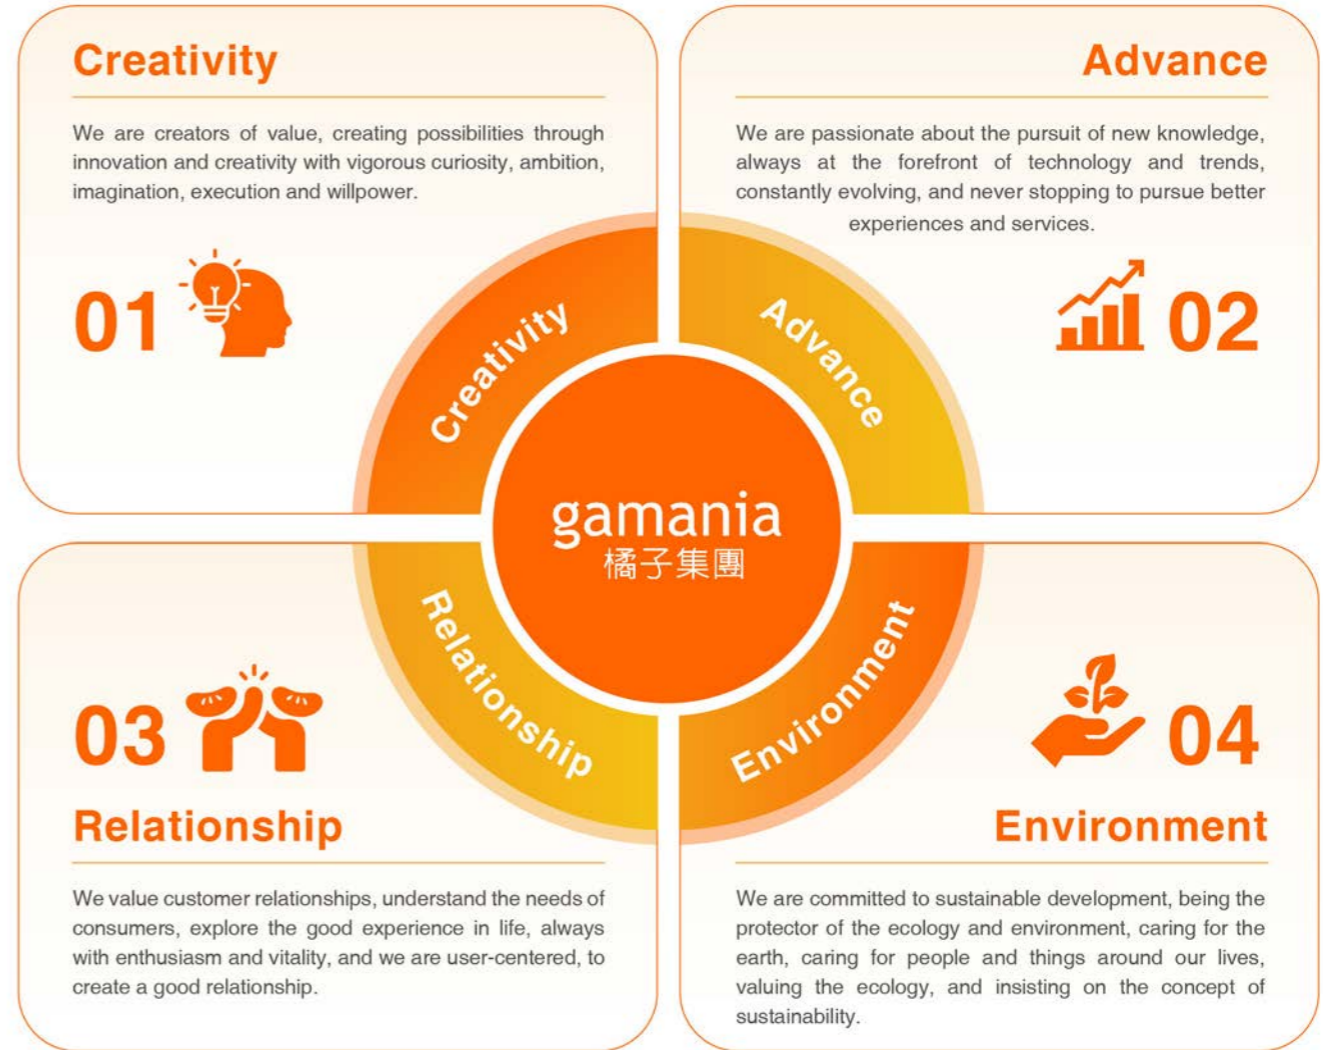 Creativity
We are creators of value, creating possibilities through
innovation and creativity with vigorous curiosity, ambition,
imagination, execution and willpower.
01
Advance
We are passionate about the pursuit of new knowledge,
always at the forefront of technology and trends,
constantly evolving, and never stopping to pursue better
experiences and services.
02
Creativity
Advance
gamania
橘子集團
Relationship
Environment
03
Relationship
We value customer relationships, understand the needs of
consumers, explore the good experience in life, always
with enthusiasm and vitality, and we are user-centered, to
create a good relationship.
04
Environment
We are committed to sustainable development, being the
protector of the ecology and environment, caring for the
earth, caring for people and things around our lives,
valuing the ecology, and insisting on the concept of
sustainability.